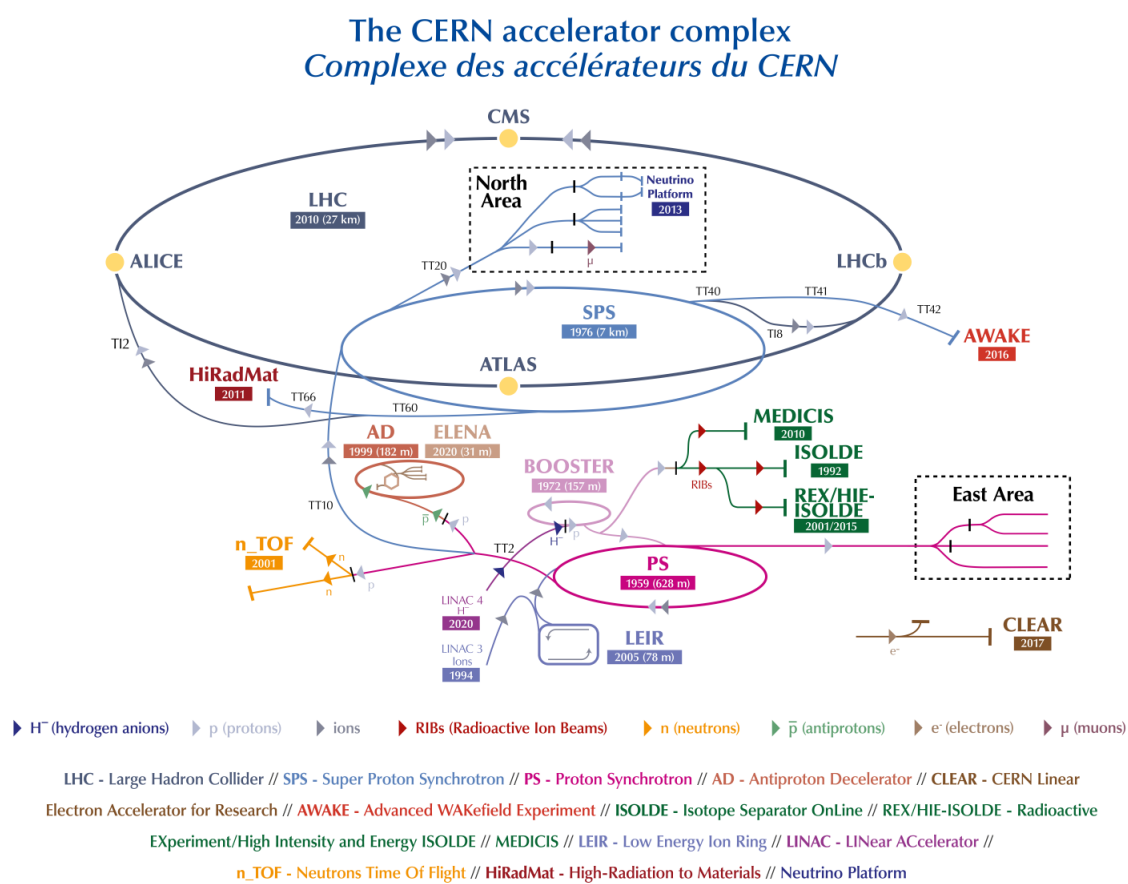 The CERN accelerator complex
Complexe des accélérateurs du CERN
CMS
North
Area
Neutrino
Platform
2013
LHC
2010 (27 km)
μ
ALICE
LHCb
TT20
TT40
TT41
TT42
SPS
1976 (7 km)
TI8
TI2
AWAKE
2016
ATLAS
HiRadMat
2011
TT66
TT60
AD
1999 (182 m)
ELENA
2020 (31 m)
MEDICIS
2010
BOOSTER
1972 (157 m)
ISOLDE
1992
RIBs
REX/HIE-
ISOLDE
2001/2015
East Area
TT10
p̅
p
H⁻
p
n_TOF
2001
n
n
p
TT2
PS
1959 (628 m)
LINAC 4
H⁻
2020
LINAC 3
Ions
1994
LEIR
2005 (78 m)
CLEAR
2017
e⁻
H⁻ (hydrogen anions)
p (protons)
ions
RIBs (Radioactive Ion Beams)
n (neutrons)
p̅ (antiprotons)
e⁻ (electrons)
μ (muons)
LHC - Large Hadron Collider // SPS - Super Proton Synchrotron // PS - Proton Synchrotron // AD - Antiproton Decelerator // CLEAR - CERN Linear
Electron Accelerator for Research // AWAKE - Advanced WAKefield Experiment // ISOLDE - Isotope Separator OnLine // REX/HIE-ISOLDE - Radioactive
EXperiment/High Intensity and Energy ISOLDE // MEDICIS // LEIR - Low Energy Ion Ring // LINAC - LINear ACcelerator //
n_TOF - Neutrons Time Of Flight // HiRadMat - High-Radiation to Materials // Neutrino Platform